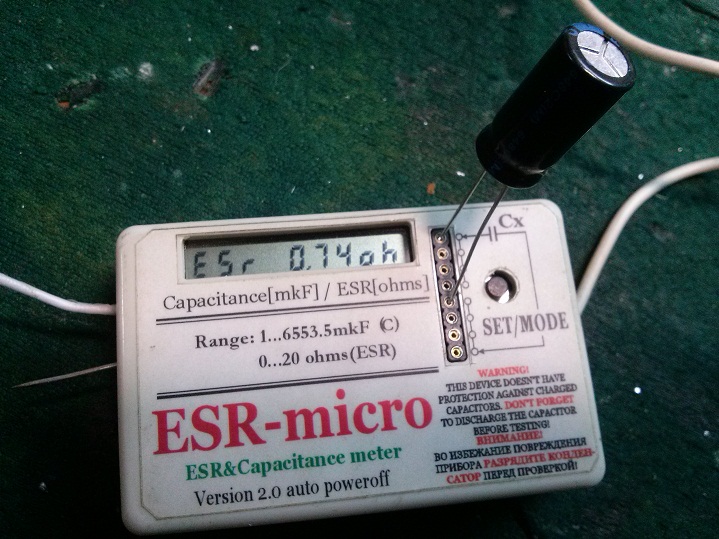 ESr 0.74oh
Cx
Capacitance[mkF] / ESR[ohms]
Range: 1...6553.5mkF (C)
0...20 ohms(ESR)
SET/MODE
ESR-micro
ESR&Capacitance meter
Version 2.0 auto poweroff
WARNING!
THIS DEVICE DOESN'T HAVE
PROTECTION AGAINST CHARGED
CAPACITORS. DON'T FORGET
TO DISCHARGE THE CAPACITOR
BEFORE TESTING!
ВНИМАНИЕ!
ВО ИЗБЕЖАНИЕ ПОВРЕЖДЕНИЯ
ПРИБОРА РАЗРЯДИТЕ КОНДЕН-
САТОР ПЕРЕД ПРОВЕРКОЙ!